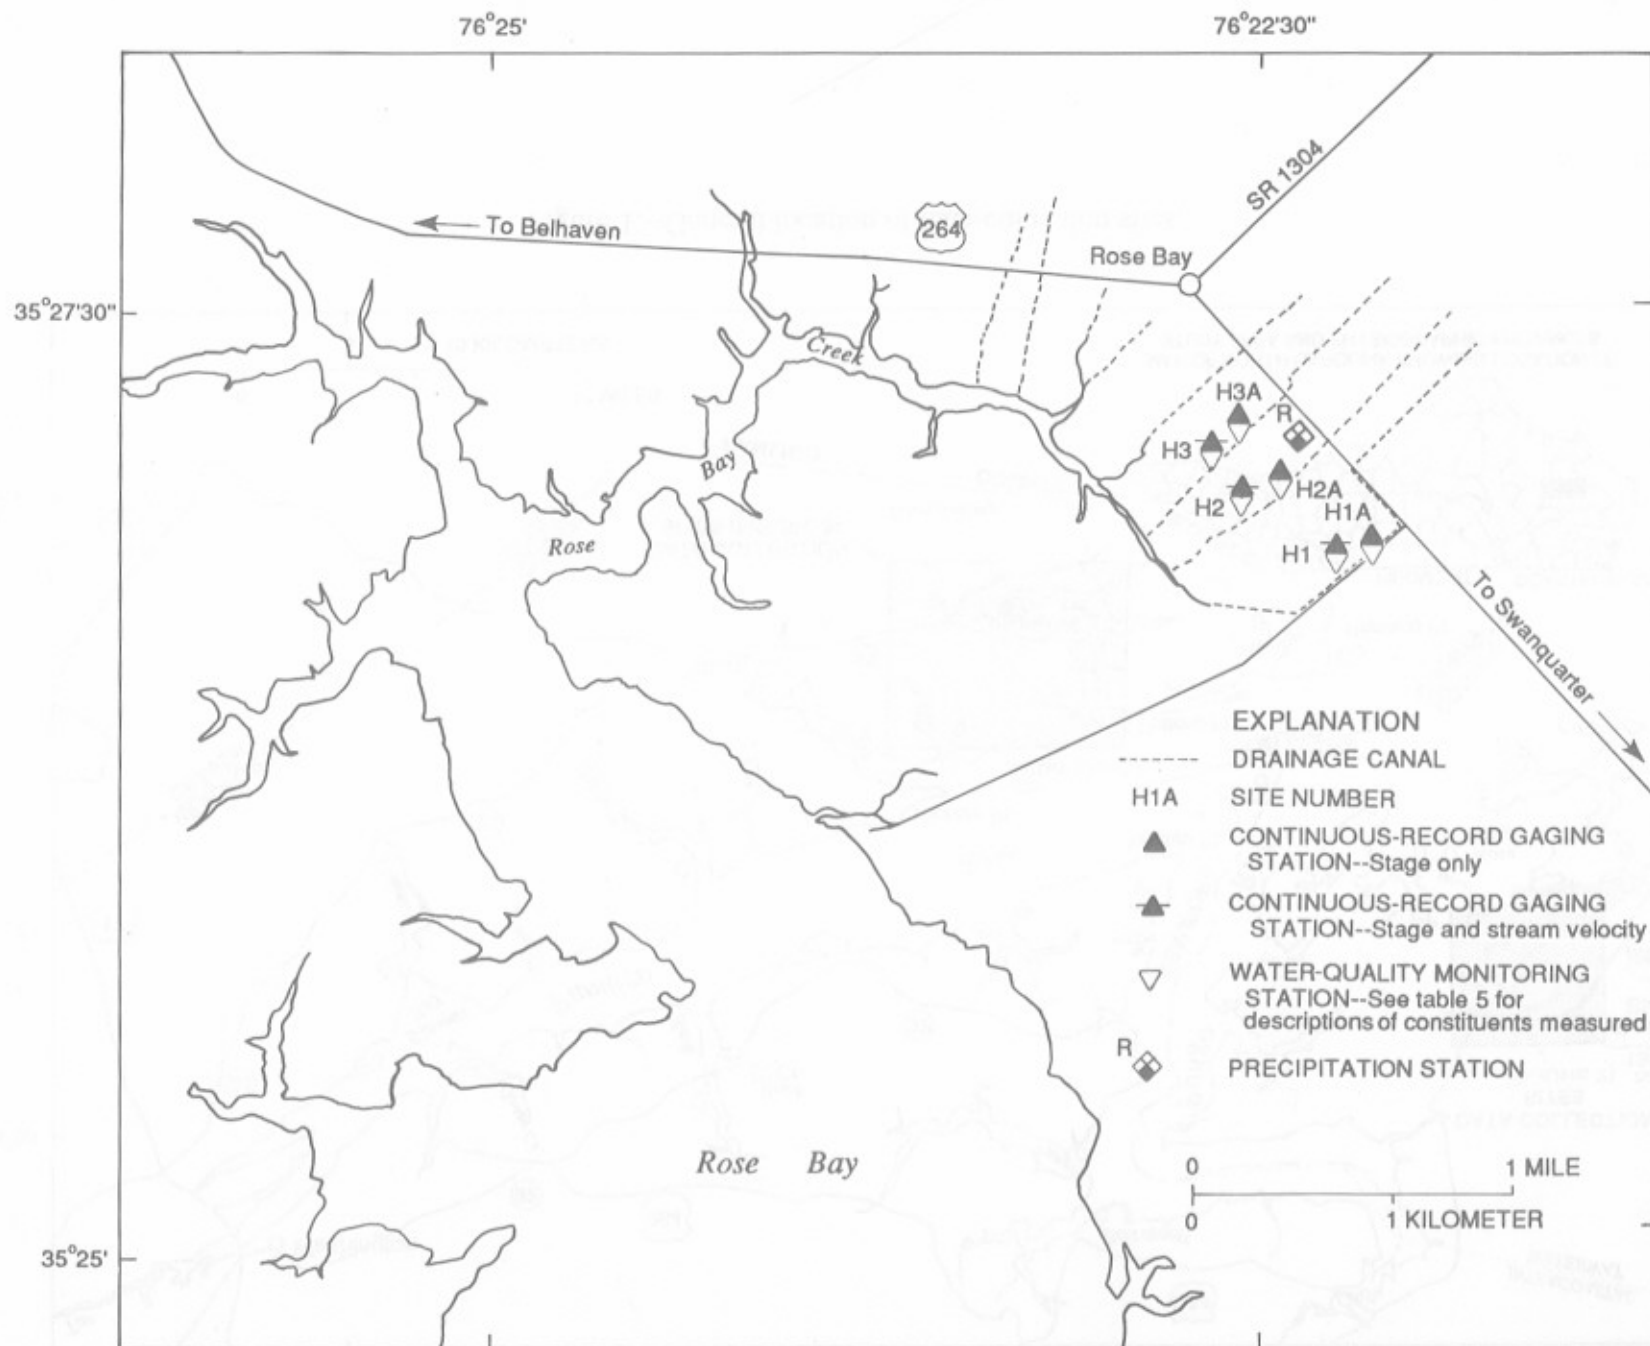 76°25'
76°22'30"
SR 1304
To Belhaven
264
Rose Bay
35°27'30"
Creek
H3A
R
H3
Bay
H2A
H2
H1A
Rose
H1
To Swanquarter
EXPLANATION
DRAINAGE CANAL
H1A SITE NUMBER
CONTINUOUS-RECORD GAGING
STATION--Stage only
CONTINUOUS-RECORD GAGING
STATION--Stage and stream velocity
WATER-QUALITY MONITORING
STATION--See table 5 for
descriptions of constituents measured
R
PRECIPITATION STATION
Rose Bay
0 1 MILE
0 1 KILOMETER
35°25'